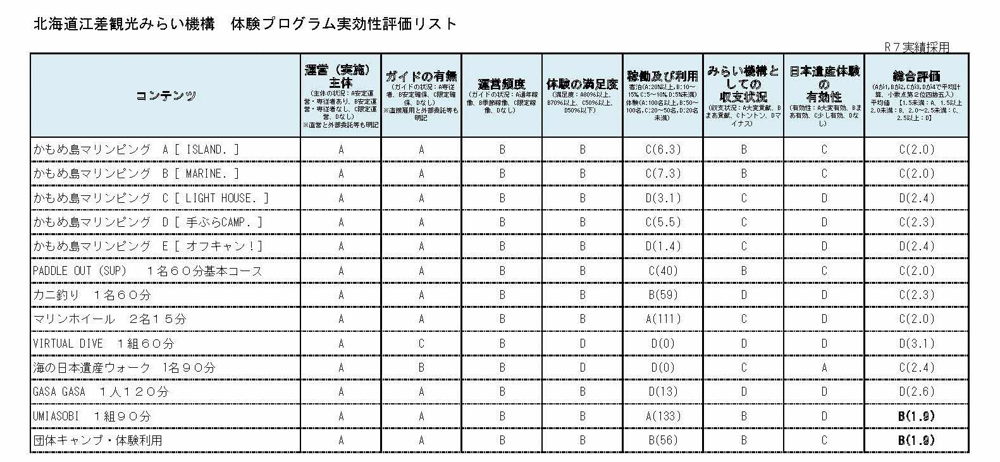 北海道江差観光みらい機構　体験プログラム実効性評価リスト
R７実績採用
コンテンツ
運営（実施）
主体
(主体の状況：A安定運
営・専従者あり、B安定運
営・専従者なし、C限定運
営、Dなし)
※直営と外部委託等も明記
ガイドの有無
(ガイドの状況：A専従
者、B安定確保、C限定確
保、Dなし)
※直接雇用と外部委託等も
明記
運営頻度
(ガイドの状況：A通年稼
働、B季節稼働、C限定稼
働、Dなし)
体験の満足度
(満足度：A80%以上、
B70%以上、C50%以上、
D50%以下)
稼働及び利用
宿泊(A:20%以上,B:10～
15%,C:5～10%,D:5%未満)
体験(A:100名以上,B:50～
100名,C:20～50名,D:20名
未満)
みらい機構と
しての
収支状況
(収支状況：A大変貢献、B
まあ貢献、Cトントン、Dマ
イナス)
日本遺産体験
の
有効性
(有効性：A大変有効、Bま
あ有効、C少し有効、Dな
し)
総合評価
(Aが1,Bが2,Cが3,Dが4で平均計
算、小数点第２位四捨五入)
平均値　【1.5未満：A、1.5以上
2.0未満：B、2.0～2.5未満：C、
2.5以上：D】
かもめ島マリンピング　A [ ISLAND. ]　A　A　B　B　C(6.3)　B　C　C(2.0)
かもめ島マリンピング　B [ MARINE. ]　A　A　B　B　C(7.3)　B　C　C(2.0)
かもめ島マリンピング　C [ LIGHT HOUSE. ]　A　A　B　B　D(3.1)　C　D　D(2.4)
かもめ島マリンピング　D [ 手ぶらCAMP. ]　A　A　B　B　C(5.5)　C　D　C(2.3)
かもめ島マリンピング　E [ オフキャン！]　A　A　B　B　D(1.4)　C　D　D(2.4)
PADDLE OUT（SUP）　１名６０分基本コース　A　A　B　B　C(40)　B　C　C(2.0)
カニ釣り　１名６０分　A　A　B　B　B(59)　D　D　C(2.3)
マリンホイール　２名１５分　A　A　B　B　A(111)　C　D　C(2.0)
VIRTUAL DIVE　１組６０分　A　C　B　D　D(0)　D　D　D(3.1)
海の日本遺産ウォーク　1名９０分　A　B　B　D　D(0)　C　A　C(2.4)
GASA GASA　１人１２０分　A　A　B　B　D(13)　D　D　D(2.6)
UMIASOBI　１組９０分　A　A　B　B　A(133)　B　D　B(1.9)
団体キャンプ・体験利用　A　A　B　B　B(56)　B　C　B(1.9)